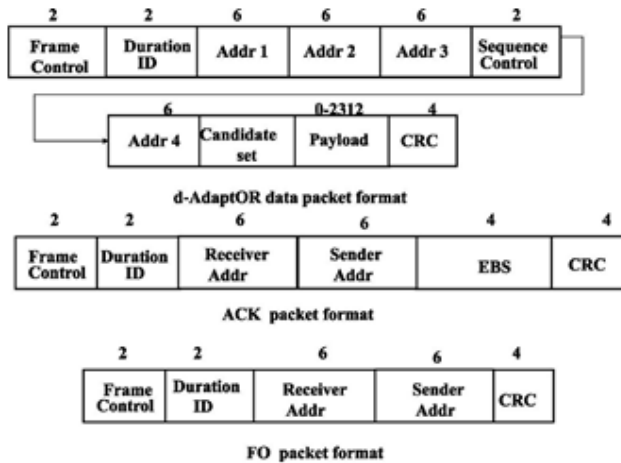 2 2 6 6 6 2
Frame Duration Addr 1 Addr 2 Addr 3 Sequence
Control ID Control
6 0-2312 4
Addr 4 Candidate Payload CRC
set
d-AdaptOR data packet format
2 2 6 6 4 4
Frame Duration Receiver Sender EBS CRC
Control ID Addr Addr
ACK packet format
2 2 6 6 4
Frame Duration Receiver Sender CRC
Control ID Addr Addr
FO packet format